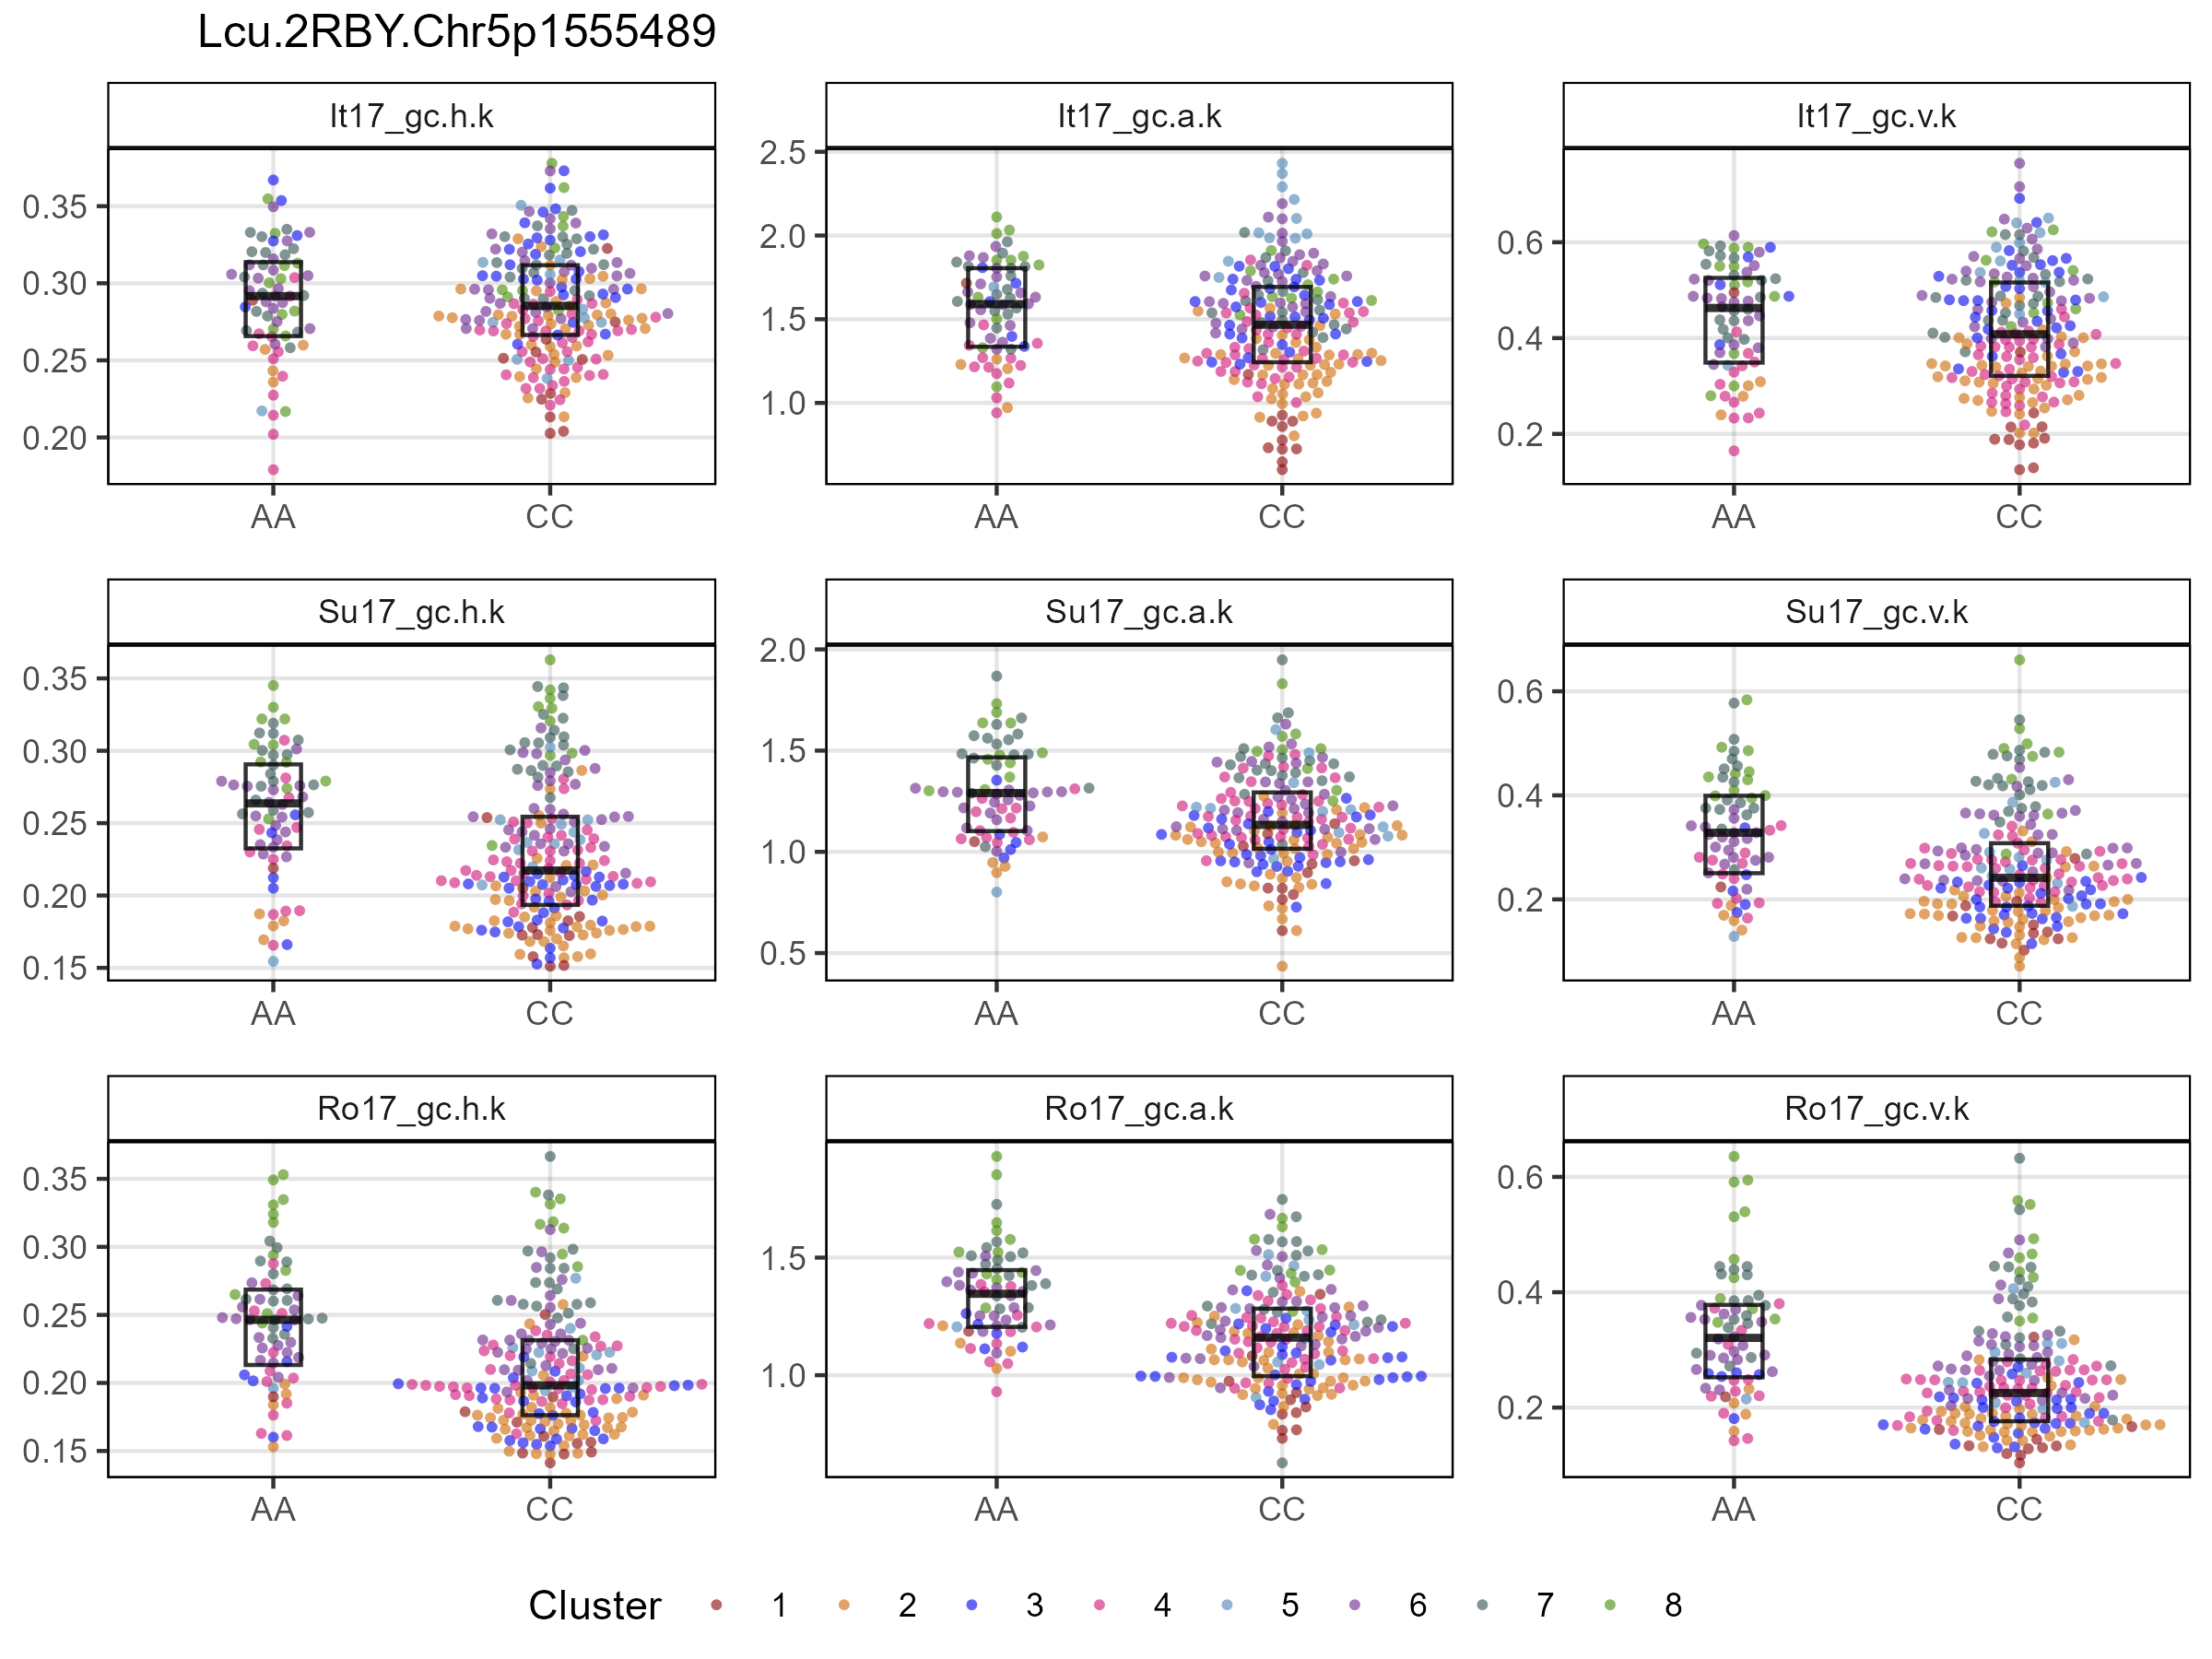 Lcu.2RBY.Chr5p1555489
It17_gc.h.k
It17_gc.a.k
It17_gc.v.k
0.35
0.30
0.25
0.20
AA CC
2.5
2.0
1.5
1.0
AA CC
0.6
0.4
0.2
AA CC
Su17_gc.h.k
Su17_gc.a.k
Su17_gc.v.k
0.35
0.30
0.25
0.20
0.15
AA CC
2.0
1.5
1.0
0.5
AA CC
0.6
0.4
0.2
AA CC
Ro17_gc.h.k
Ro17_gc.a.k
Ro17_gc.v.k
0.35
0.30
0.25
0.20
0.15
AA CC
1.5
1.0
AA CC
0.6
0.4
0.2
AA CC
Cluster 1 2 3 4 5 6 7 8